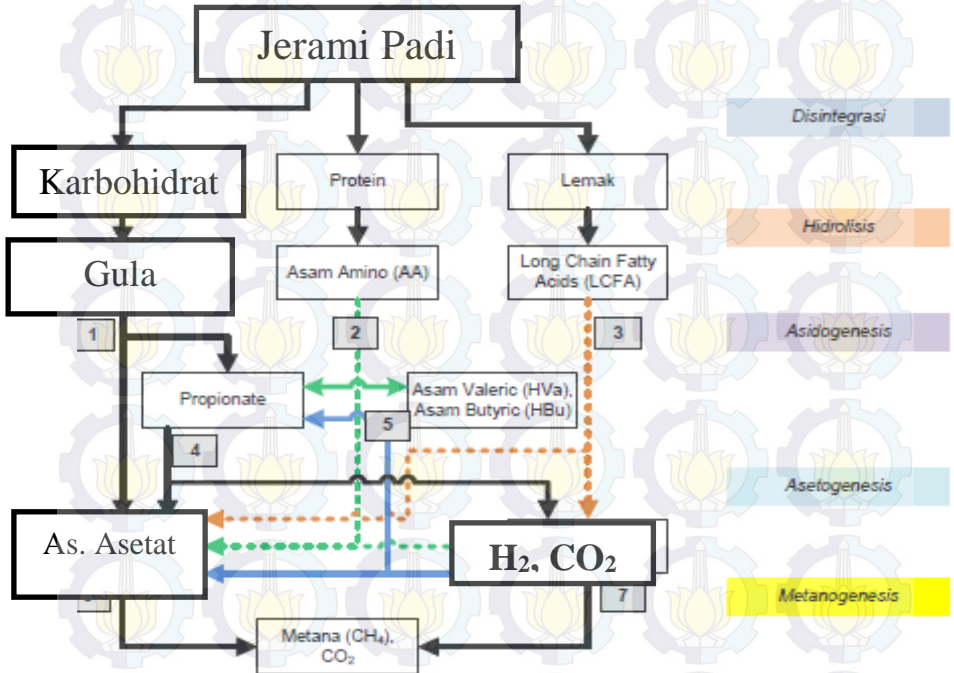 Jerami Padi
Disintegrasi
Karbohidrat
Protein
Lemak
Hidrolisis
Gula
Asam Amino (AA)
Long Chain Fatty
Acids (LCFA)
1
2
3
Asidogenesis
Propionate
Asam Valeric (HVa),
Asam Butyric (HBu)
5
4
Asetogenesis
As. Asetat
H₂, CO₂
7
Metanogenesis
Metana (CH₄),
CO₂